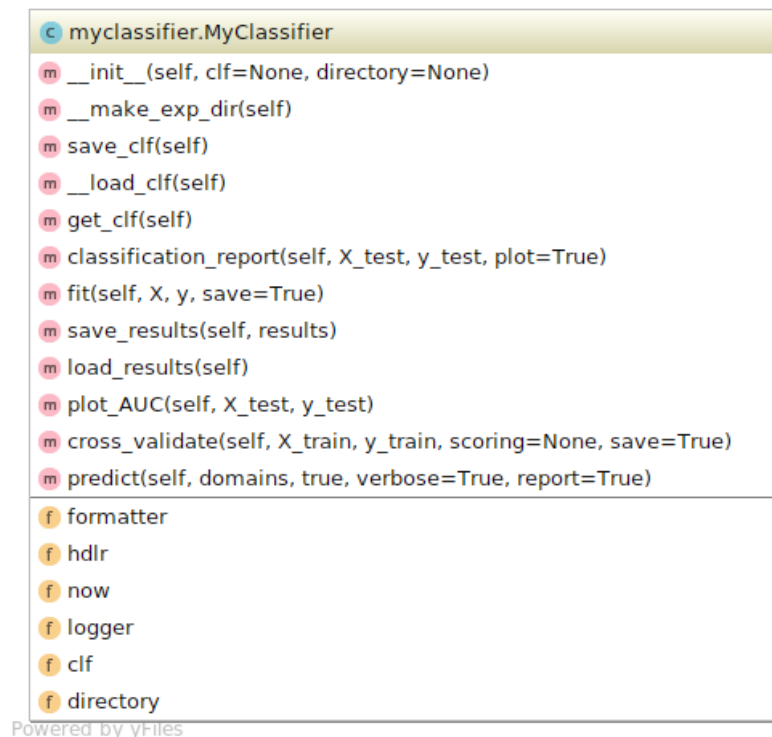 C myclassifier.MyClassifier
m __init__(self, clf=None, directory=None)
m __make_exp_dir(self)
m save_clf(self)
m __load_clf(self)
m get_clf(self)
m classification_report(self, X_test, y_test, plot=True)
m fit(self, X, y, save=True)
m save_results(self, results)
m load_results(self)
m plot_AUC(self, X_test, y_test)
m cross_validate(self, X_train, y_train, scoring=None, save=True)
m predict(self, domains, true, verbose=True, report=True)
f formatter
f hdlr
f now
f logger
f clf
f directory
Powered by yFiles